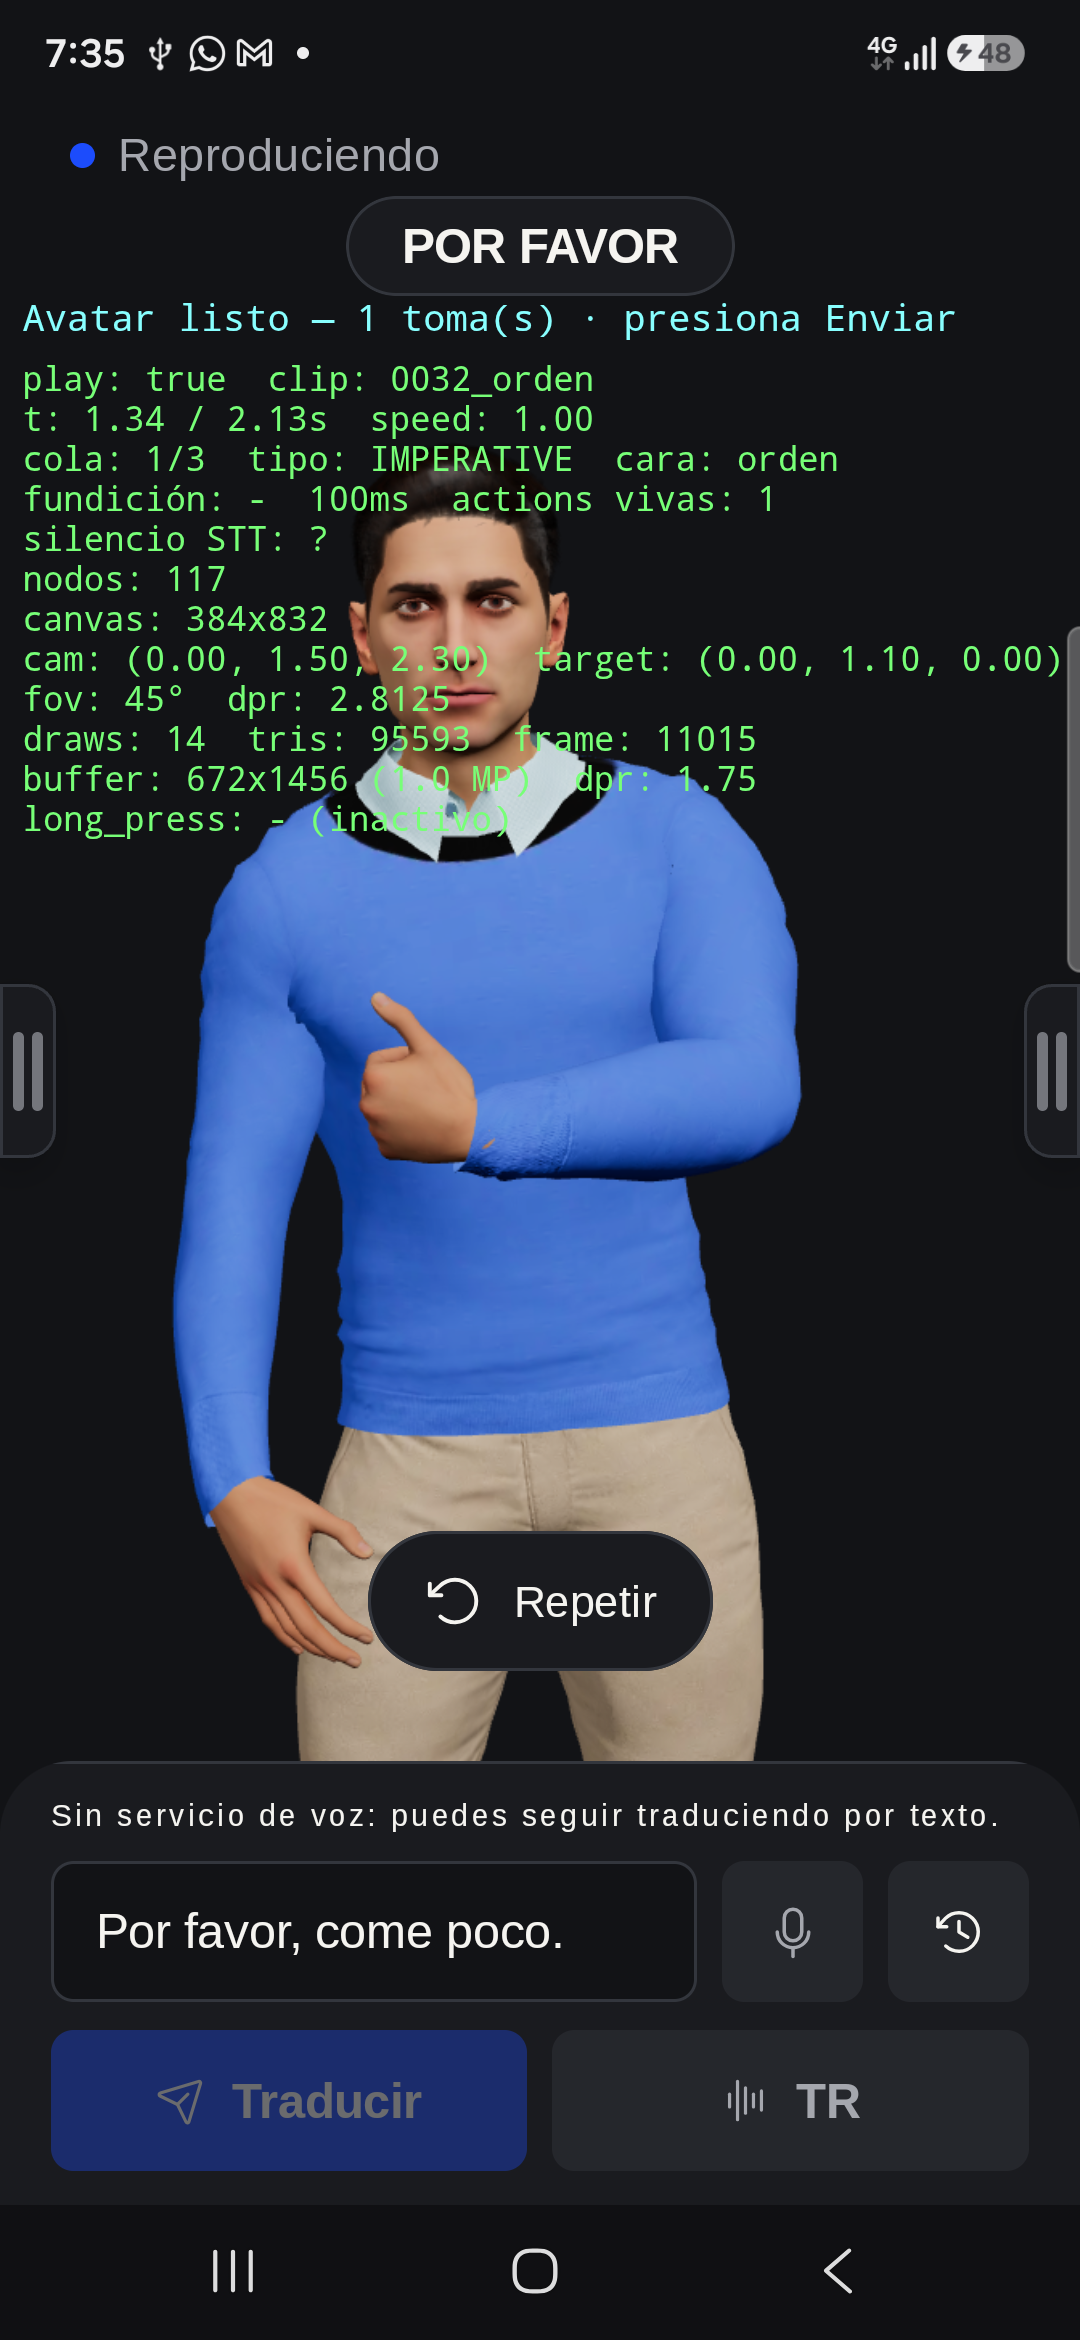 7:35
4G
48
Reproduciendo
POR FAVOR
Avatar listo — 1 toma(s) · presiona Enviar
play: true  clip: 0032_orden
t: 1.34 / 2.13s  speed: 1.00
cola: 1/3  tipo: IMPERATIVE  cara: orden
fundición: -  100ms  actions vivas: 1
silencio STT: ?
nodos: 117
canvas: 384x832
cam: (0.00, 1.50, 2.30)  target: (0.00, 1.10, 0.00)
fov: 45°  dpr: 2.8125
draws: 14  tris: 95593  frame: 11015
buffer: 672x1456 (1.0 MP)  dpr: 1.75
long_press: - (inactivo)
Repetir
Sin servicio de voz: puedes seguir traduciendo por texto.
Por favor, come poco.
Traducir
TR